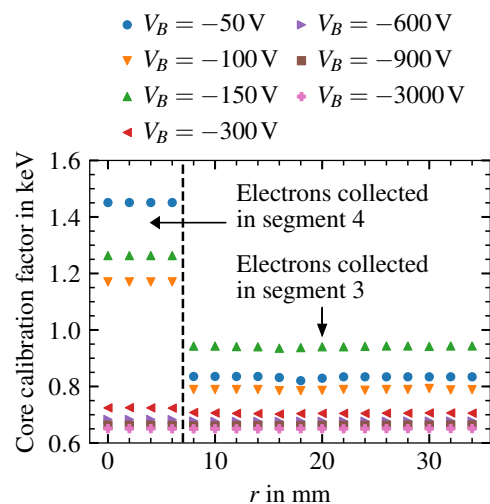 V_B = −50 V
V_B = −600 V
V_B = −100 V
V_B = −900 V
V_B = −150 V
V_B = −3000 V
V_B = −300 V
Core calibration factor in keV
1.6
1.4
1.2
1.0
0.8
0.6
Electrons collected
in segment 4
Electrons collected
in segment 3
0
10
20
30
r in mm